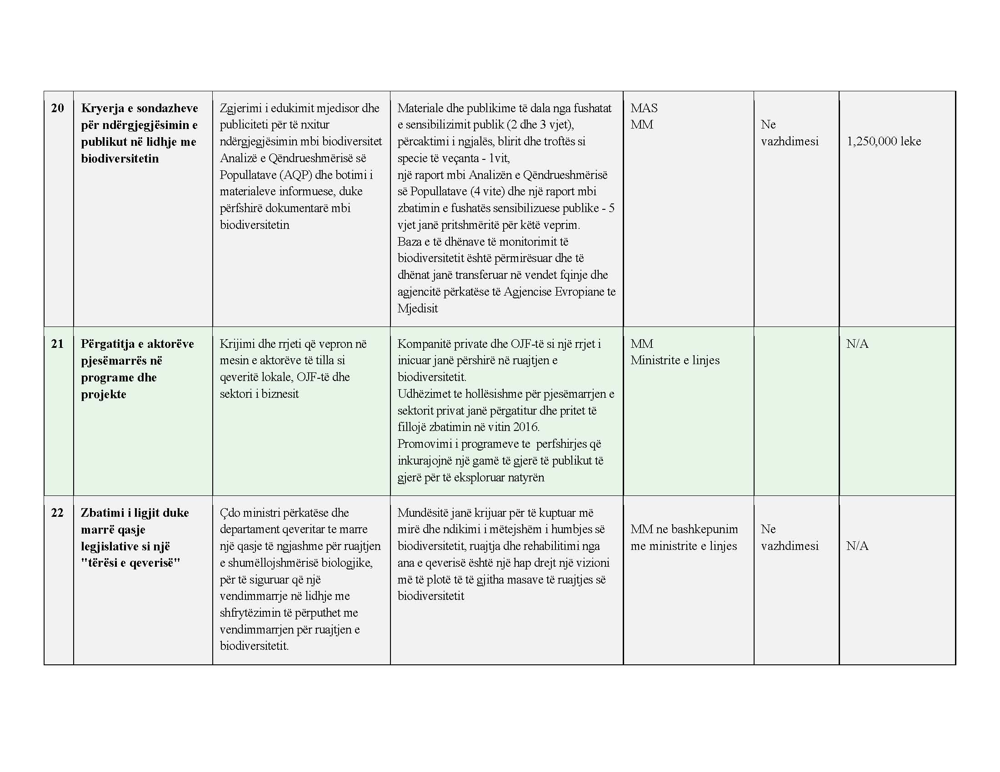 20
Kryerja e sondazheve
për ndërgjegjësimin e
publikut në lidhje me
biodiversitetin
Zgjerimi i edukimit mjedisor dhe
publiciteti për të nxitur
ndërgjegjësimin mbi biodiversitet
Analizë e Qëndrueshmërisë së
Popullatave (AQP) dhe botimi i
materialeve informuese, duke
përfshirë dokumentarë mbi
biodiversitetin
Materiale dhe publikime të dala nga fushatat
e sensibilizimit publik (2 dhe 3 vjet),
përcaktimi i ngjalës, blirit dhe troftës si
specie të veçanta - 1vit,
një raport mbi Analizën e Qëndrueshmërisë
së Popullatave (4 vite) dhe një raport mbi
zbatimin e fushatës sensibilizuese publike - 5
vjet janë pritshmëritë për këtë veprim.
Baza e të dhënave të monitorimit të
biodiversitetit është përmirësuar dhe të
dhënat janë transferuar në vendet fqinje dhe
agjencitë përkatëse të Agjencise Evropiane te
Mjedisit
MAS
MM
Ne
vazhdimesi
1,250,000 leke
21
Përgatitja e aktorëve
pjesëmarrës në
programe dhe
projekte
Krijimi dhe rrjeti që vepron në
mesin e aktorëve të tilla si
qeveritë lokale, OJF-të dhe
sektori i biznesit
Kompanitë private dhe OJF-të si një rrjet i
inicuar janë përshirë në ruajtjen e
biodiversitetit.
Udhëzimet te hollësishme për pjesëmarrjen e
sektorit privat janë përgatitur dhe pritet të
fillojë zbatimin në vitin 2016.
Promovimi i programeve te  perfshirjes që
inkurajojnë një gamë të gjerë të publikut të
gjerë për të eksploruar natyrën
MM
Ministrite e linjes
N/A
22
Zbatimi i ligjit duke
marrë qasje
legjislative si një
"tërësi e qeverisë"
Çdo ministri përkatëse dhe
departament qeveritar te marre
një qasje të ngjashme për ruajtjen
e shumëllojshmërisë biologjike,
për të siguruar që një
vendimmarrje në lidhje me
shfrytëzimin të përputhet me
vendimmarrjen për ruajtjen e
biodiversitetit.
Mundësitë janë krijuar për të kuptuar më
mirë dhe ndikimi i mëtejshëm i humbjes së
biodiversitetit, ruajtja dhe rehabilitimi nga
ana e qeverisë është një hap drejt një vizioni
më të plotë të të gjitha masave të ruajtjes së
biodiversitetit
MM ne bashkepunim
me ministrite e linjes
Ne
vazhdimesi
N/A